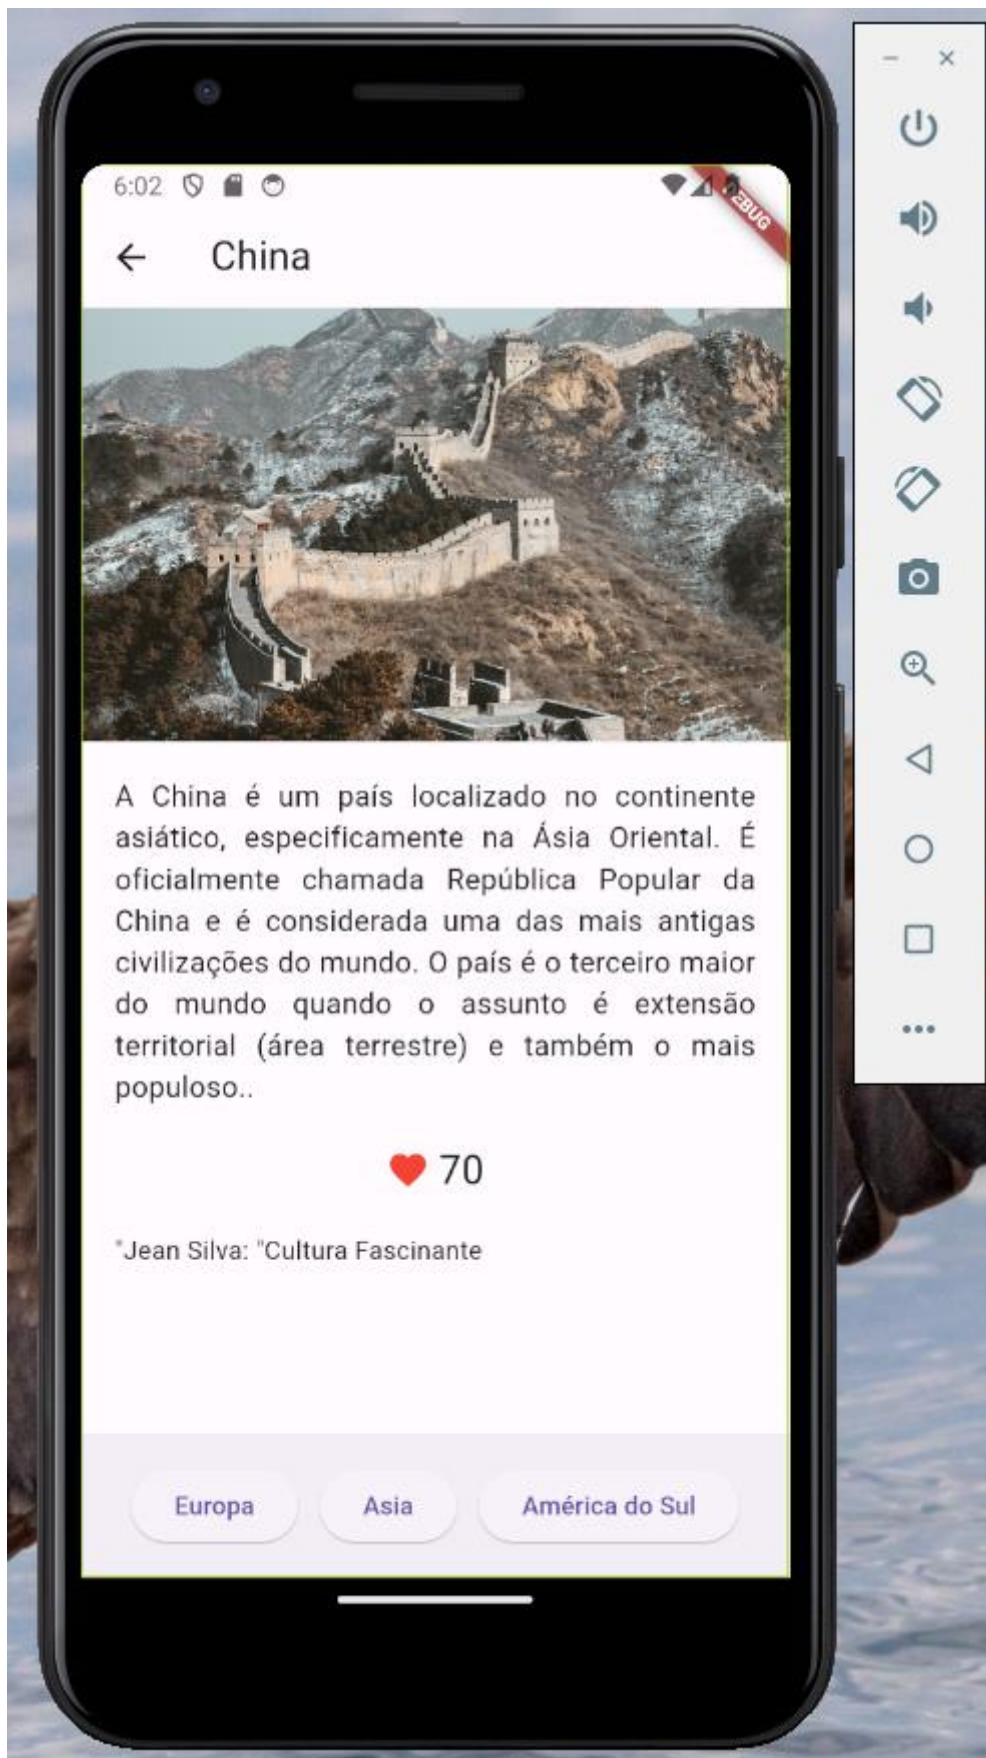 6:02
China
A China é um país localizado no continente
asiático, especificamente na Ásia Oriental. É
oficialmente chamada República Popular da
China e é considerada uma das mais antigas
civilizações do mundo. O país é o terceiro maior
do mundo quando o assunto é extensão
territorial (área terrestre) e também o mais
populoso..
70
"Jean Silva: "Cultura Fascinante
Europa
Asia
América do Sul